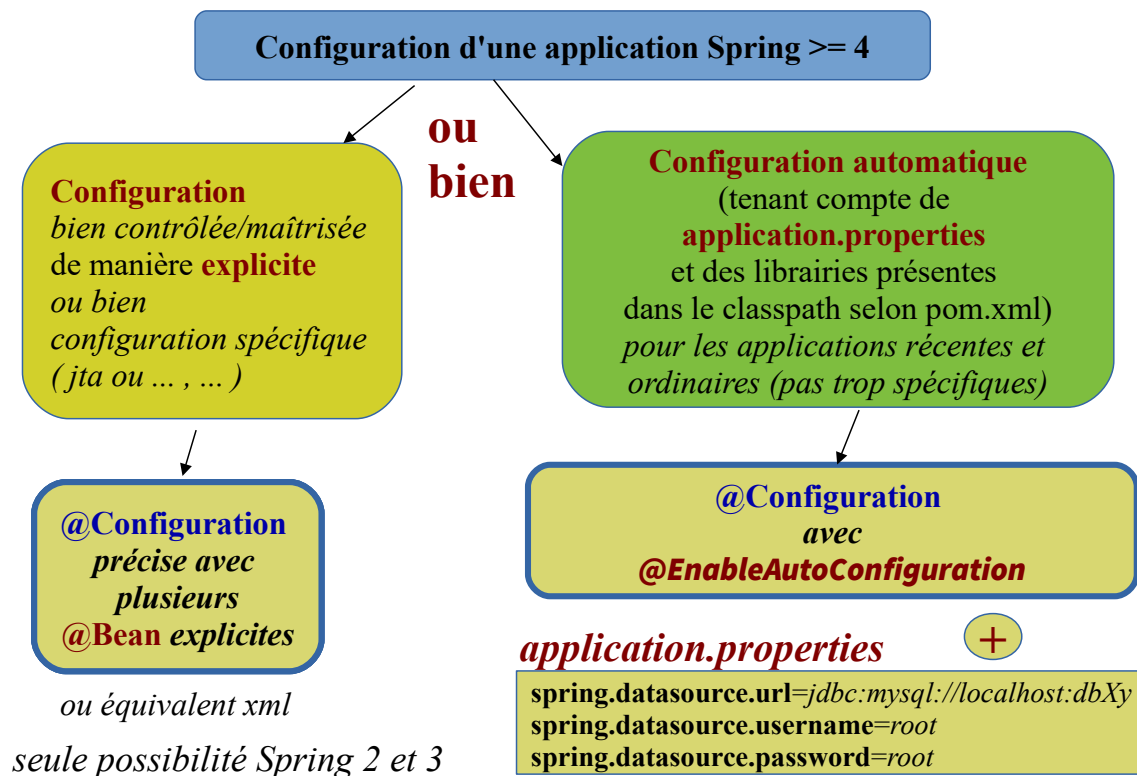 Configuration d'une application Spring >= 4
ou
bien
Configuration
bien contrôlée/maîtrisée
de manière explicite
ou bien
configuration spécifique
( jta ou ... , ... )
Configuration automatique
(tenant compte de
application.properties
et des librairies présentes
dans le classpath selon pom.xml)
pour les applications récentes et
ordinaires (pas trop spécifiques)
@Configuration
précise avec
plusieurs
@Bean explicites
ou équivalent xml
seule possibilité Spring 2 et 3
@Configuration
avec
@EnableAutoConfiguration
+
application.properties
spring.datasource.url=jdbc:mysql://localhost:dbXy
spring.datasource.username=root
spring.datasource.password=root